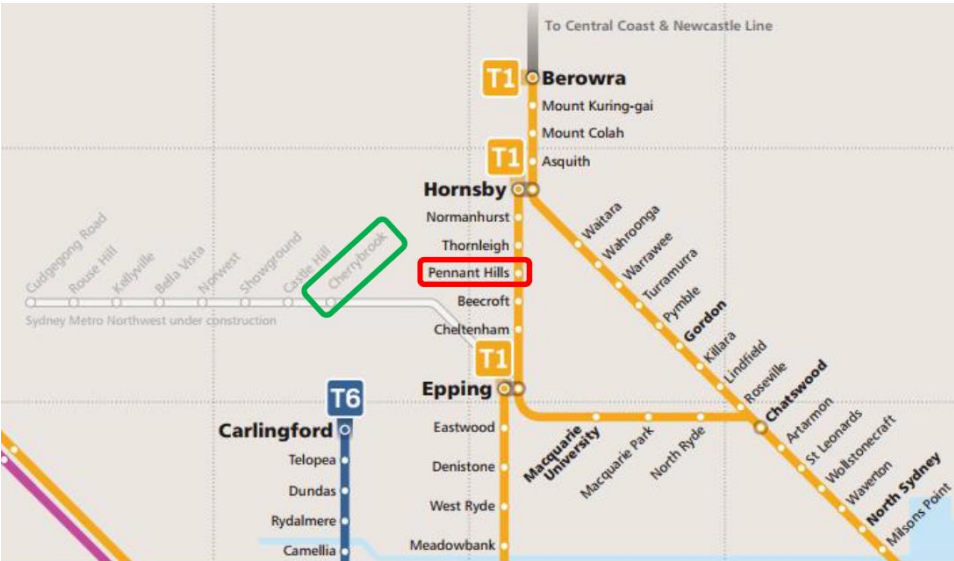 To Central Coast & Newcastle Line
T1
Berowra
Mount Kuring-gai
Mount Colah
Asquith
T1
Hornsby
Normanhurst
Thornleigh
Pennant Hills
Beecroft
Cheltenham
T1
Epping
Cudgegong Road
Rouse Hill
Kellyville
Bella Vista
Norwest
Showground
Castle Hill
Cherrybrook
Sydney Metro Northwest under construction
Waitara
Wahroonga
Warrawee
Turramurra
Pymble
Gordon
Killara
Lindfield
Roseville
Chatswood
Artarmon
St Leonards
Wollstonecraft
Waverton
North Sydney
Milsons Point
Macquarie
University
Macquarie Park
North Ryde
Eastwood
Denistone
West Ryde
Meadowbank
T6
Carlingford
Telopea
Dundas
Rydalmere
Camellia